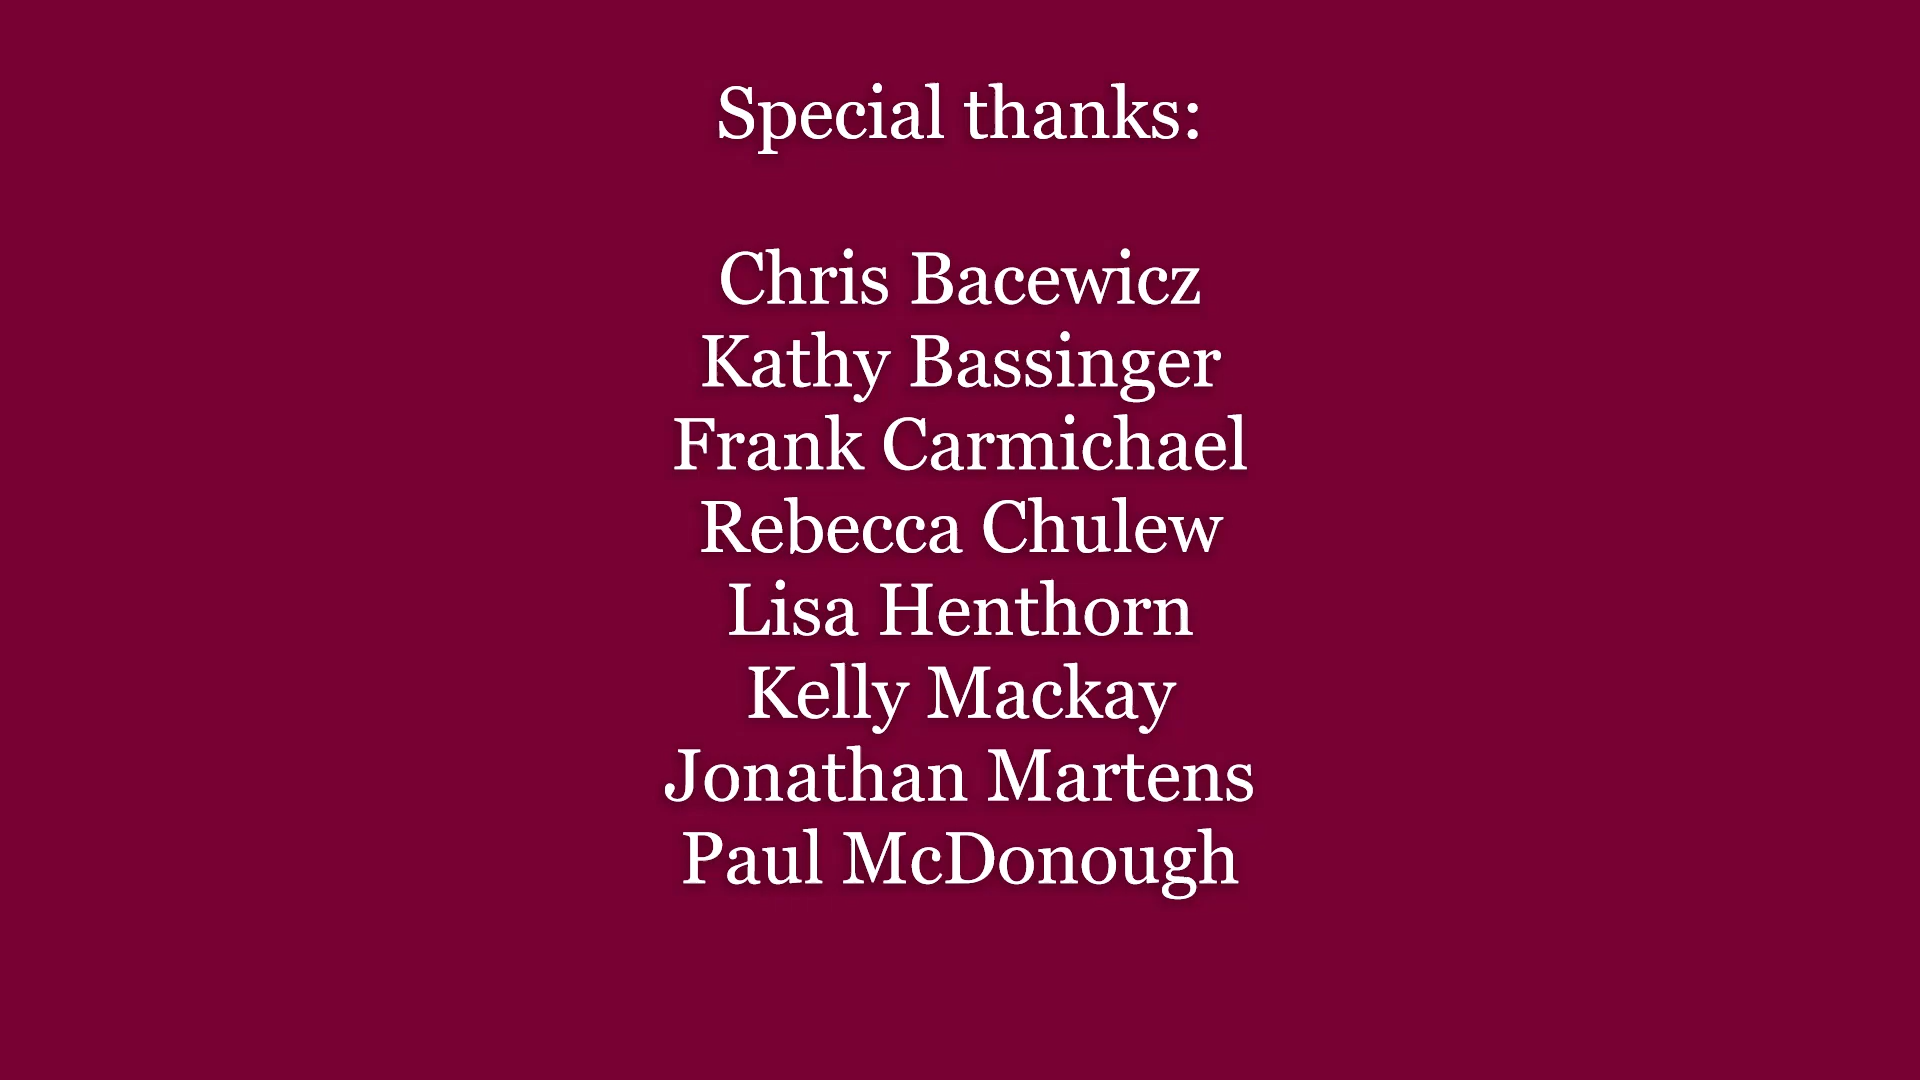 Special thanks:
Chris Bacewicz
Kathy Bassinger
Frank Carmichael
Rebecca Chulew
Lisa Henthorn
Kelly Mackay
Jonathan Martens
Paul McDonough